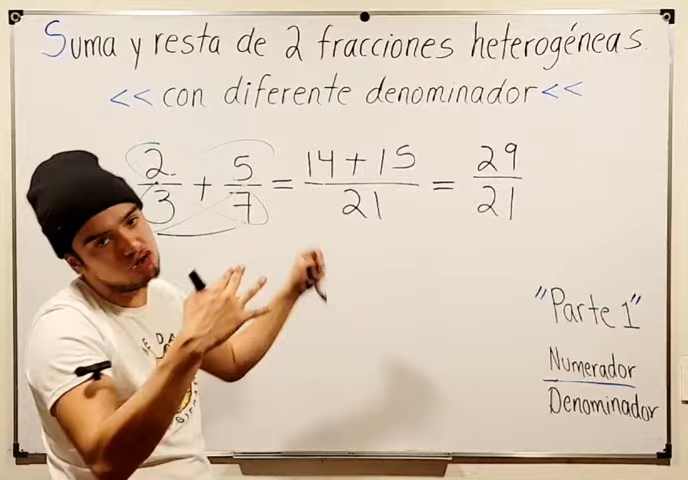 Suma y resta de 2 fracciones heterogéneas.
<< con diferente denominador <<
2/3 + 5/7 = 14 + 15/21 = 29/21
"Parte 1"
Numerador
Denominador